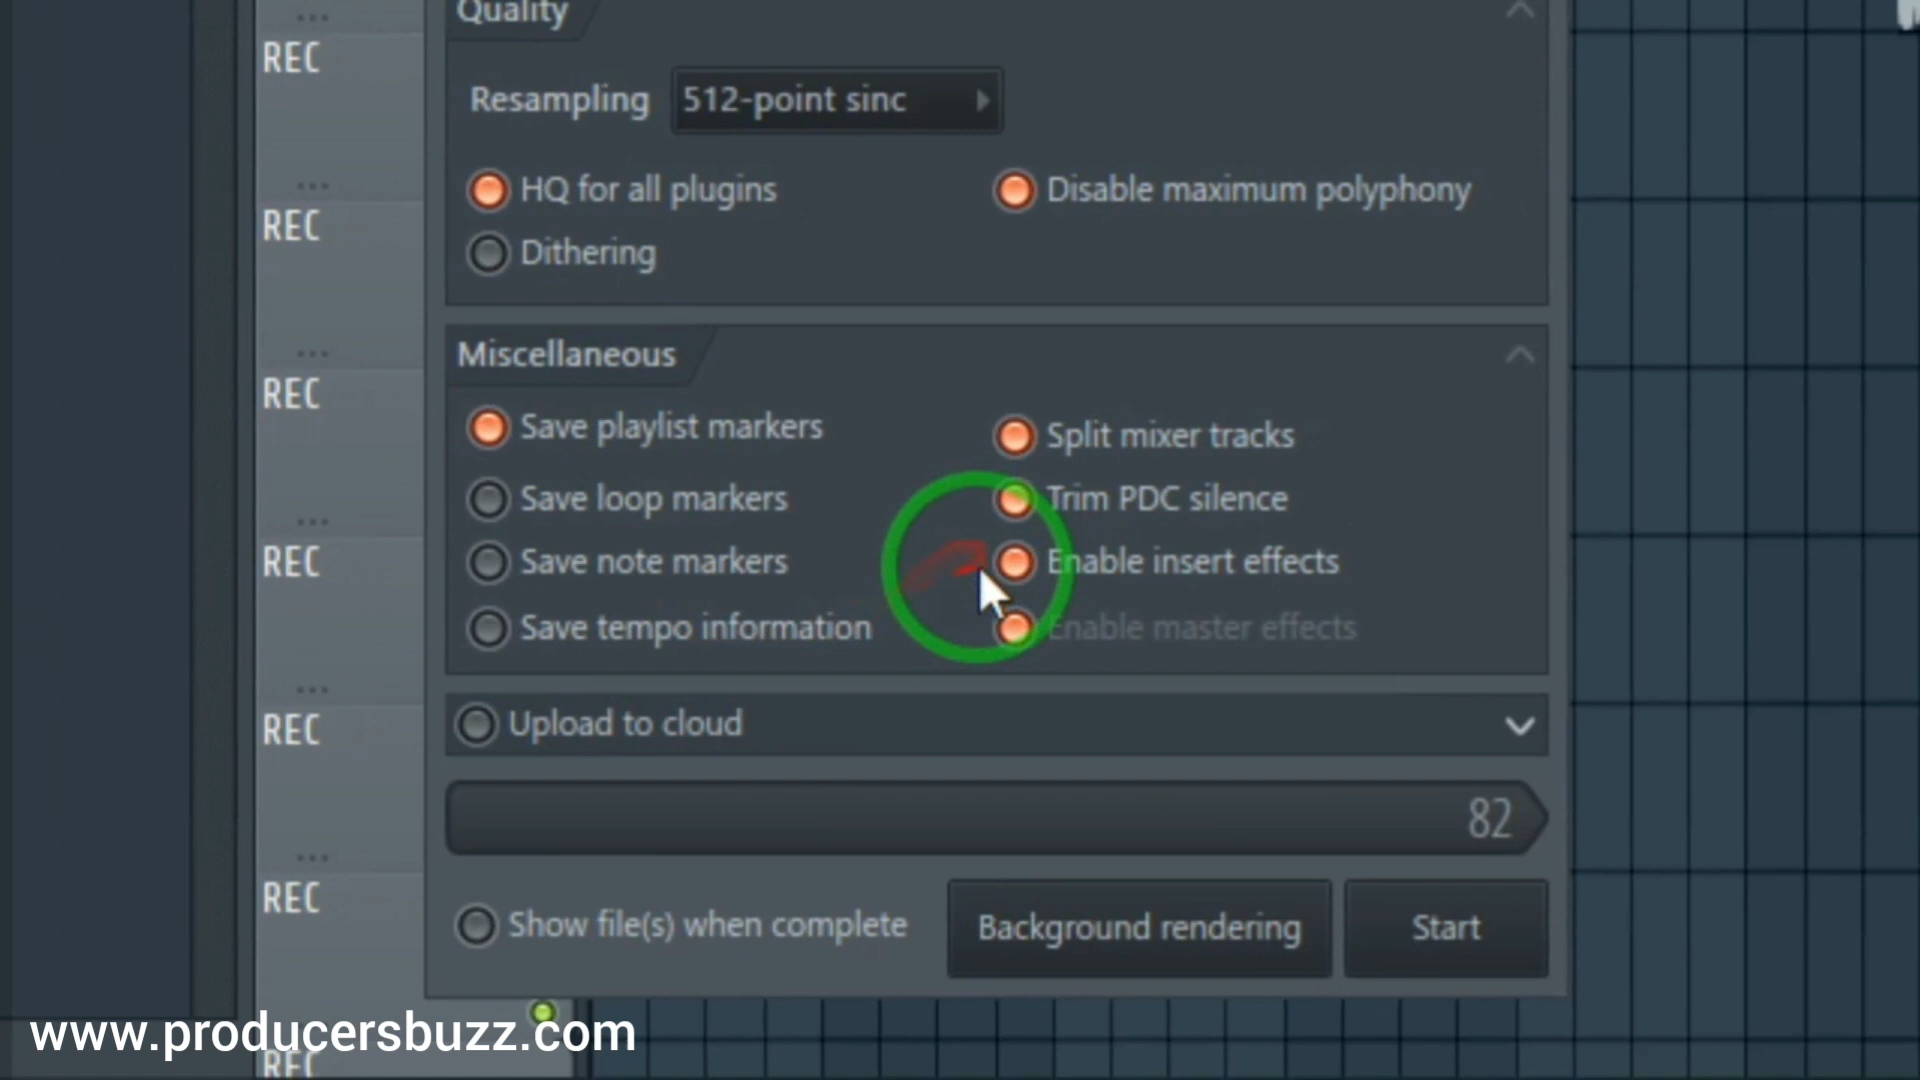 Quality
REC
Resampling 512-point sinc
HQ for all plugins Disable maximum polyphony
REC
Dithering
Miscellaneous
REC
Save playlist markers Split mixer tracks
Save loop markers Trim PDC silence
REC
Save note markers Enable insert effects
Save tempo information Enable master effects
REC
Upload to cloud
82
REC
Show file(s) when complete Background rendering Start
www.producersbuzz.com
REC